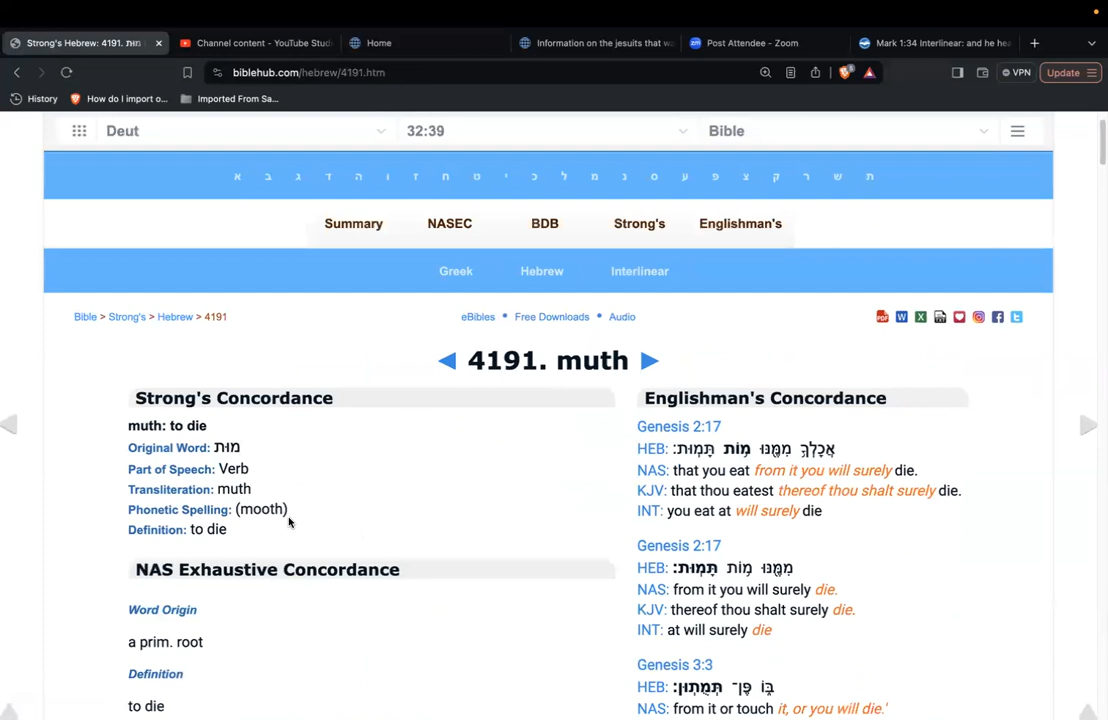 Strong's Hebrew: 4191. מוּת
Channel content - YouTube Stud
Home
Information on the jesuits that wa
Post Attendee - Zoom
Mark 1:34 Interlinear: and he hea
biblehub.com/hebrew/4191.htm
VPN
Update
History
How do I import o...
Imported From Sa...
Deut
32:39
Bible
א ב ג ד ה ו ז ח ט י כ ל מ נ ס ע פ צ ק ר ש ת
Summary NASEC BDB Strong's Englishman's
Greek Hebrew Interlinear
Bible > Strong's > Hebrew > 4191
eBibles • Free Downloads • Audio
4191. muth
Strong's Concordance
muth: to die
Original Word: מוּת
Part of Speech: Verb
Transliteration: muth
Phonetic Spelling: (mooth)
Definition: to die
NAS Exhaustive Concordance
Word Origin
a prim. root
Definition
to die
Englishman's Concordance
Genesis 2:17
HEB: אֲכָלְךָ֥ מִמֶּ֖נּוּ מ֥וֹת תָּמֽוּת׃
NAS: that you eat from it you will surely die.
KJV: that thou eatest thereof thou shalt surely die.
INT: you eat at will surely die
Genesis 2:17
HEB: מִמֶּ֖נּוּ מ֥וֹת תָּמֽוּת׃
NAS: from it you will surely die.
KJV: thereof thou shalt surely die.
INT: at will surely die
Genesis 3:3
HEB: בּ֑וֹ פֶּן־ תְּמֻתֽוּן׃
NAS: from it or touch it, or you will die.'